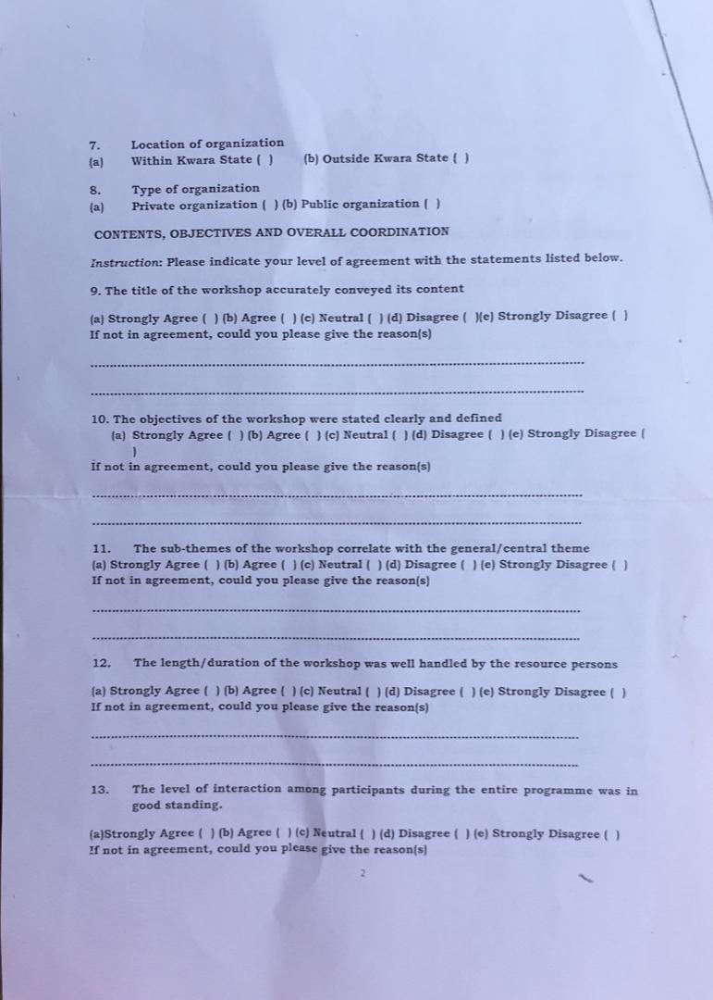 7. Location of organization
(a) Within Kwara State ( ) (b) Outside Kwara State ( )
8. Type of organization
(a) Private organization ( ) (b) Public organization ( )
CONTENTS, OBJECTIVES AND OVERALL COORDINATION
Instruction: Please indicate your level of agreement with the statements listed below.
9. The title of the workshop accurately conveyed its content
(a) Strongly Agree ( ) (b) Agree ( ) (c) Neutral ( ) (d) Disagree ( )(e) Strongly Disagree ( )
If not in agreement, could you please give the reason(s)
........................................................................................................
........................................................................................................
10. The objectives of the workshop were stated clearly and defined
(a) Strongly Agree ( ) (b) Agree ( ) (c) Neutral ( ) (d) Disagree ( ) (e) Strongly Disagree (
)
If not in agreement, could you please give the reason(s)
........................................................................................................
........................................................................................................
11. The sub-themes of the workshop correlate with the general/central theme
(a) Strongly Agree ( ) (b) Agree ( ) (c) Neutral ( ) (d) Disagree ( ) (e) Strongly Disagree ( )
If not in agreement, could you please give the reason(s)
........................................................................................................
........................................................................................................
12. The length/duration of the workshop was well handled by the resource persons
(a) Strongly Agree ( ) (b) Agree ( ) (c) Neutral ( ) (d) Disagree ( ) (e) Strongly Disagree ( )
If not in agreement, could you please give the reason(s)
........................................................................................................
........................................................................................................
13. The level of interaction among participants during the entire programme was in
good standing.
(a)Strongly Agree ( ) (b) Agree ( ) (c) Neutral ( ) (d) Disagree ( ) (e) Strongly Disagree ( )
If not in agreement, could you please give the reason(s)
2